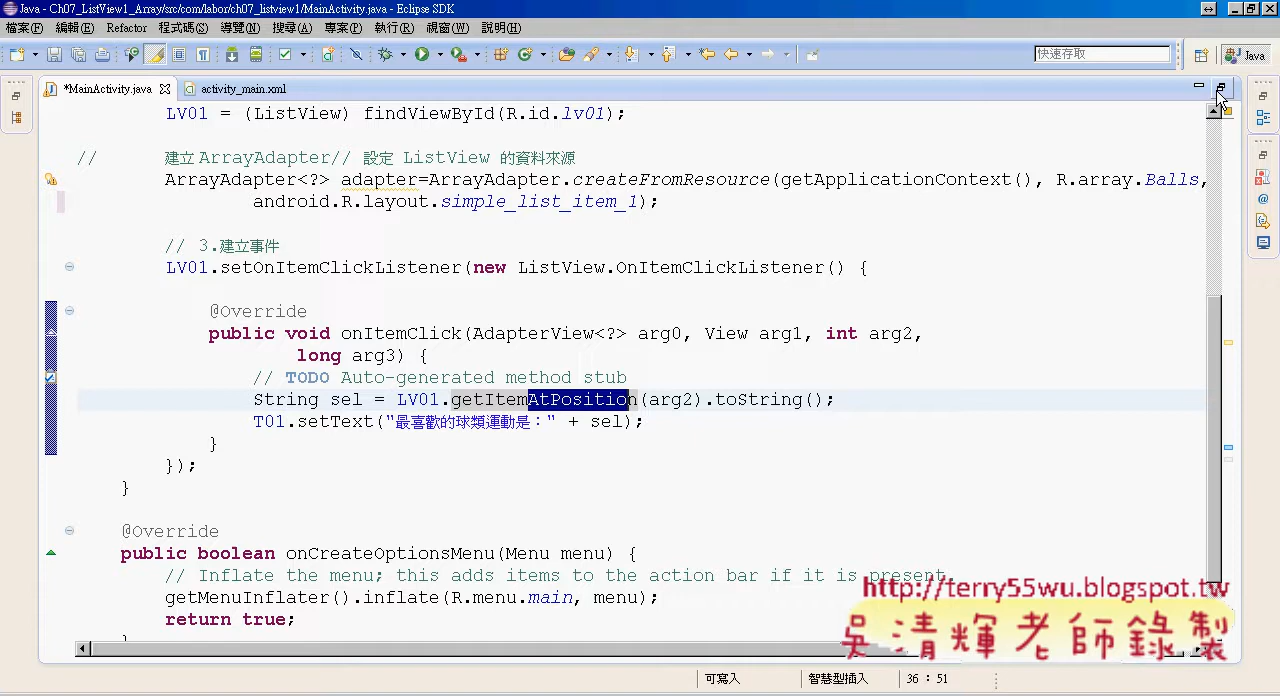 Java - Ch07_ListView1_Array/src/com/labor/ch07_listview1/MainActivity.java - Eclipse SDK
檔案(F) 編輯(E) Refactor 程式碼(S) 導覽(N) 搜尋(A) 專案(P) 執行(R) 視窗(W) 說明(H)
快速存取 Java
*MainActivity.java activity_main.xml
LV01 = (ListView) findViewById(R.id.lv01);
// 建立ArrayAdapter// 設定 ListView 的資料來源
ArrayAdapter<?> adapter=ArrayAdapter.createFromResource(getApplicationContext(), R.array.Balls,
android.R.layout.simple_list_item_1);
// 3.建立事件
LV01.setOnItemClickListener(new ListView.OnItemClickListener() {
@Override
public void onItemClick(AdapterView<?> arg0, View arg1, int arg2,
long arg3) {
// TODO Auto-generated method stub
String sel = LV01.getItemAtPosition(arg2).toString();
T01.setText("最喜歡的球類運動是：" + sel);
}
});
}
@Override
public boolean onCreateOptionsMenu(Menu menu) {
// Inflate the menu; this adds items to the action bar if it is present.
getMenuInflater().inflate(R.menu.main, menu);
return true;
http://terry55wu.blogspot.tw
吳清輝老師錄製
可寫入 智慧型插入 36 : 51